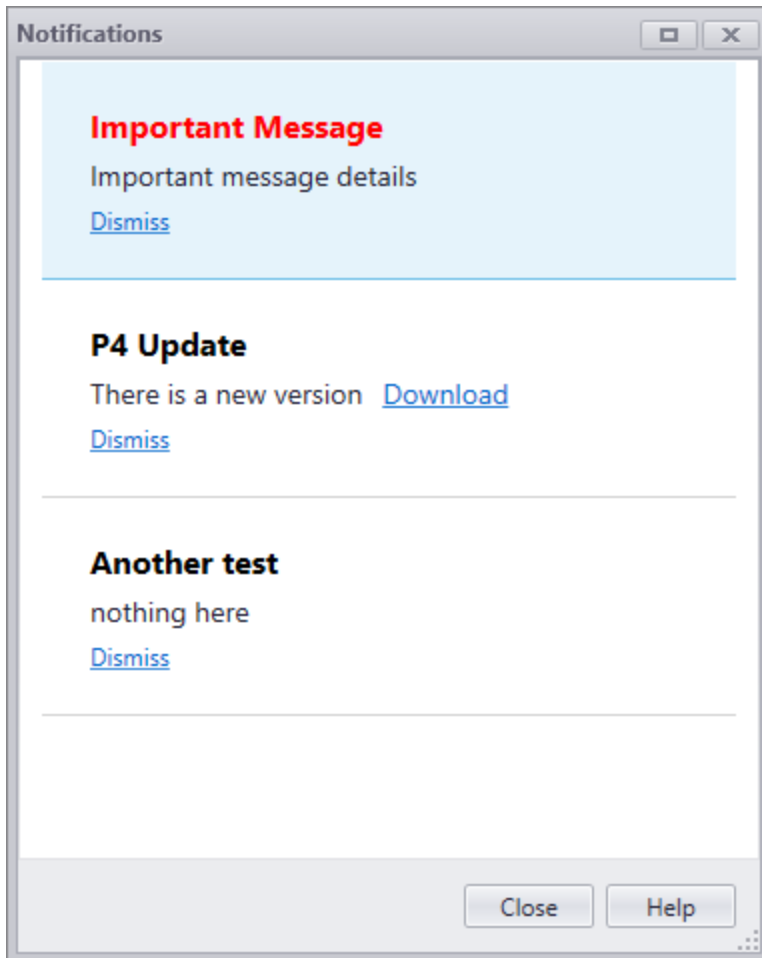 Notifications
Important Message
Important message details
Dismiss
P4 Update
There is a new version Download
Dismiss
Another test
nothing here
Dismiss
Close Help